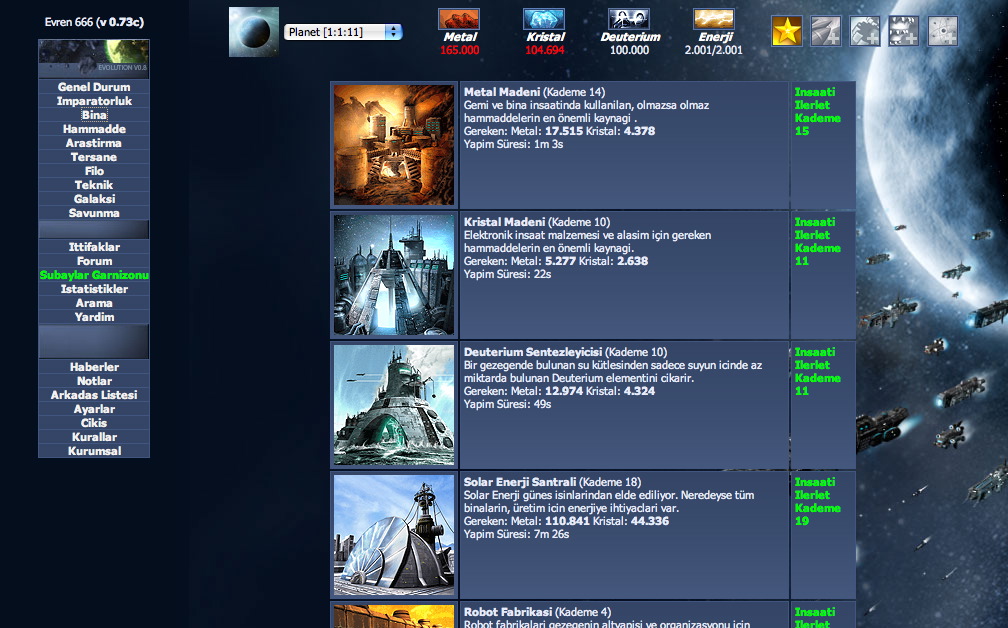 Evren 666 (v 0.73c)
EVOLUTION V0.8
Genel Durum
Imparatorluk
Bina
Hammadde
Arastirma
Tersane
Filo
Teknik
Galaksi
Savunma
Ittifaklar
Forum
Subaylar Garnizonu
Istatistikler
Arama
Yardim
Haberler
Notlar
Arkadas Listesi
Ayarlar
Cikis
Kurallar
Kurumsal
Planet [1:1:11]
Metal
165.000
Kristal
104.694
Deuterium
100.000
Enerji
2.001/2.001
Metal Madeni (Kademe 14)
Gemi ve bina insaatinda kullanilan, olmazsa olmaz
hammaddelerin en önemli kaynagi .
Gereken: Metal: 17.515 Kristal: 4.378
Yapim Süresi: 1m 3s
Insaati
Ilerlet
Kademe
15
Kristal Madeni (Kademe 10)
Elektronik insaat malzemesi ve alasim için gereken
hammaddelerin en önemli kaynagi.
Gereken: Metal: 5.277 Kristal: 2.638
Yapim Süresi: 22s
Insaati
Ilerlet
Kademe
11
Deuterium Sentezleyicisi (Kademe 10)
Bir gezegende bulunan su kütlesinden sadece suyun icinde az
miktarda bulunan Deuterium elementini cikarir.
Gereken: Metal: 12.974 Kristal: 4.324
Yapim Süresi: 49s
Insaati
Ilerlet
Kademe
11
Solar Enerji Santrali (Kademe 18)
Solar Enerji günes isinlarindan elde ediliyor. Neredeyse tüm
binalarin, üretim icin enerjiye ihtiyaclari var.
Gereken: Metal: 110.841 Kristal: 44.336
Yapim Süresi: 7m 26s
Insaati
Ilerlet
Kademe
19
Robot Fabrikasi (Kademe 4)
Robot fabrikalari gezegenin altyapisi ve organizasyonu için
Insaati
Ilerlet